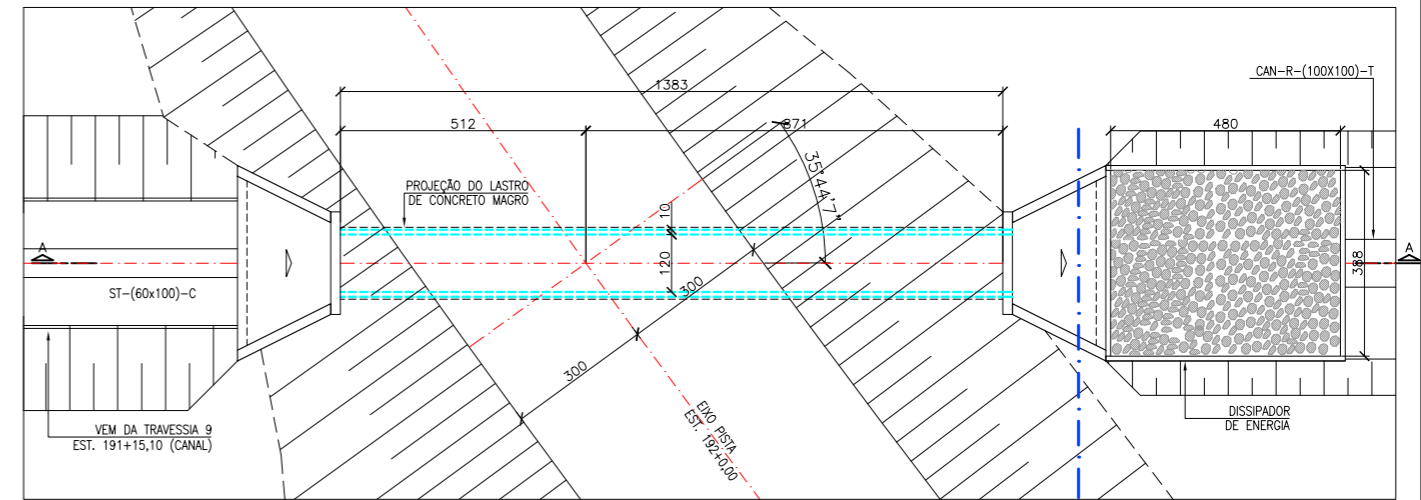 1383
CAN-R-(100X100)-T
512
871
480
35°44'7"
PROJEÇÃO DO LASTRO
DE CONCRETO MAGRO
10
120
300
300
388
A
A
ST-(60x100)-C
VEM DA TRAVESSIA 9
EST. 191+15,10 (CANAL)
EIXO PISTA
EST. 192+0,00
DISSIPADOR
DE ENERGIA